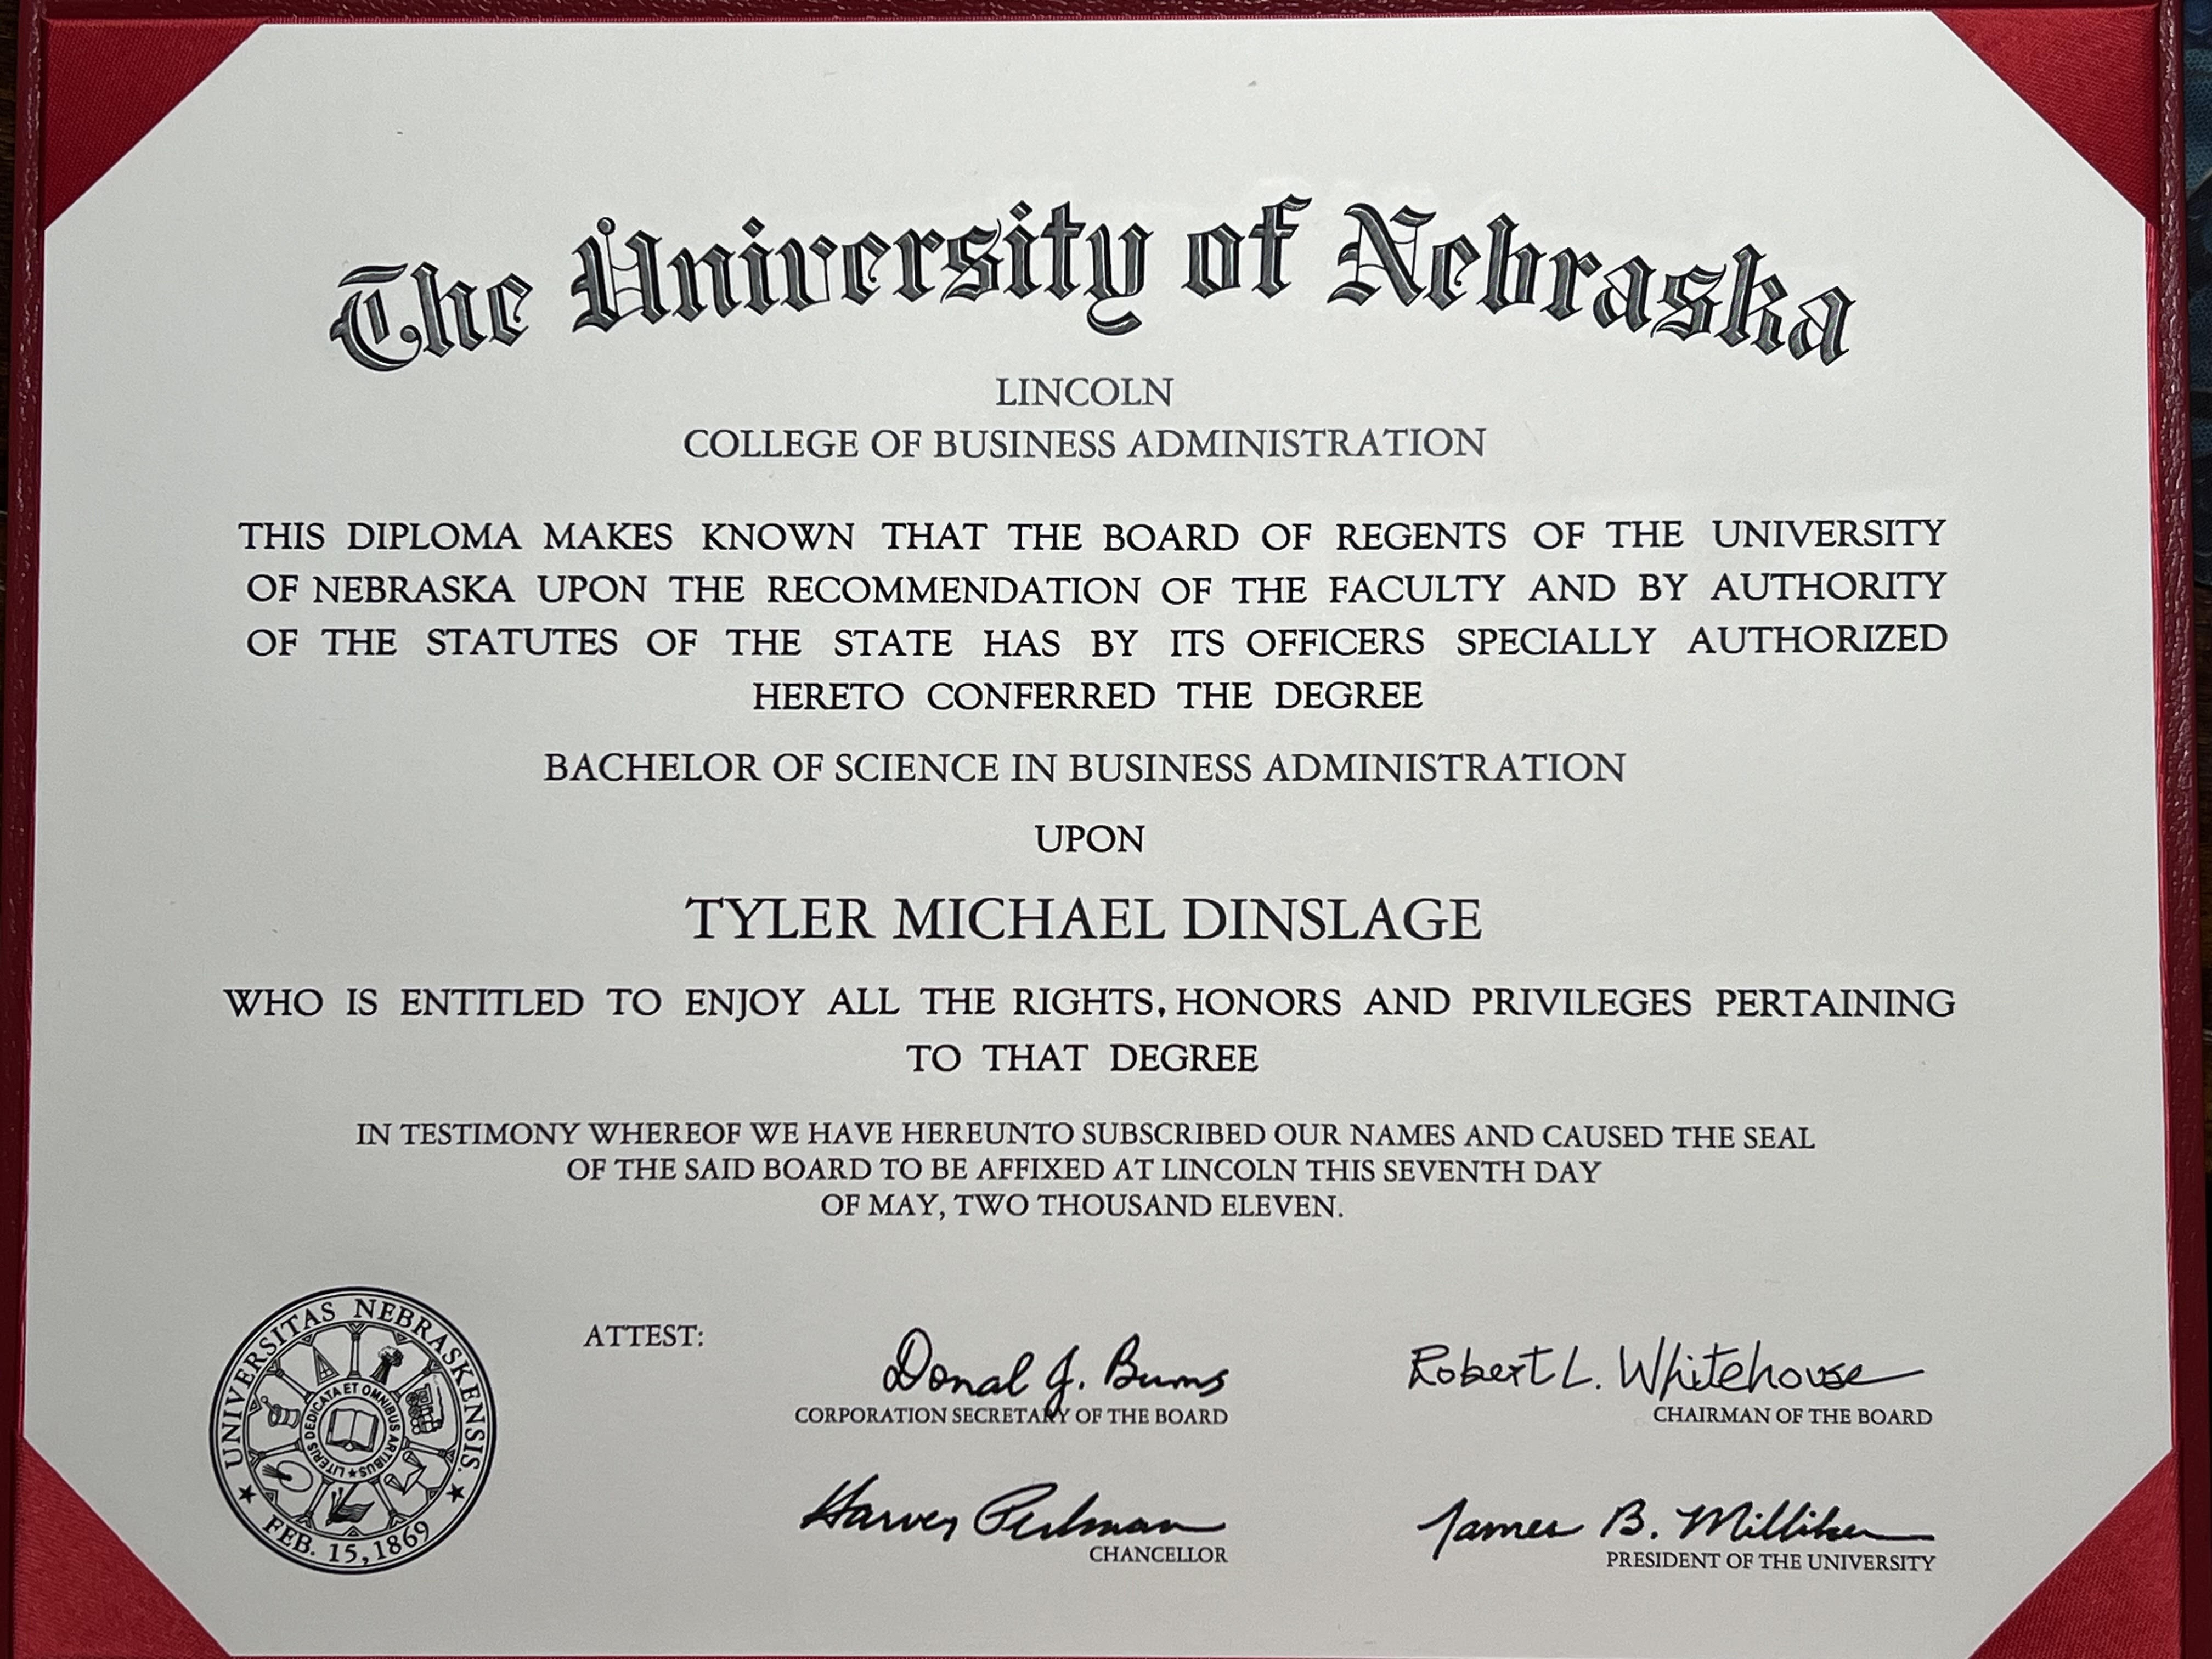 The University of Nebraska
LINCOLN
COLLEGE OF BUSINESS ADMINISTRATION
THIS DIPLOMA MAKES KNOWN THAT THE BOARD OF REGENTS OF THE UNIVERSITY
OF NEBRASKA UPON THE RECOMMENDATION OF THE FACULTY AND BY AUTHORITY
OF THE STATUTES OF THE STATE HAS BY ITS OFFICERS SPECIALLY AUTHORIZED
HERETO CONFERRED THE DEGREE
BACHELOR OF SCIENCE IN BUSINESS ADMINISTRATION
UPON
TYLER MICHAEL DINSLAGE
WHO IS ENTITLED TO ENJOY ALL THE RIGHTS, HONORS AND PRIVILEGES PERTAINING
TO THAT DEGREE
IN TESTIMONY WHEREOF WE HAVE HEREUNTO SUBSCRIBED OUR NAMES AND CAUSED THE SEAL
OF THE SAID BOARD TO BE AFFIXED AT LINCOLN THIS SEVENTH DAY
OF MAY, TWO THOUSAND ELEVEN.
UNIVERSITAS NEBRASKENSIS.
FEB. 15, 1869
LITERIS DEDICATA ET OMNIBUS ARTIBUS
ATTEST:
Donal J. Burns
CORPORATION SECRETARY OF THE BOARD
Robert L. Whitehouse
CHAIRMAN OF THE BOARD
Harvey Perlman
CHANCELLOR
James B. Milliken
PRESIDENT OF THE UNIVERSITY